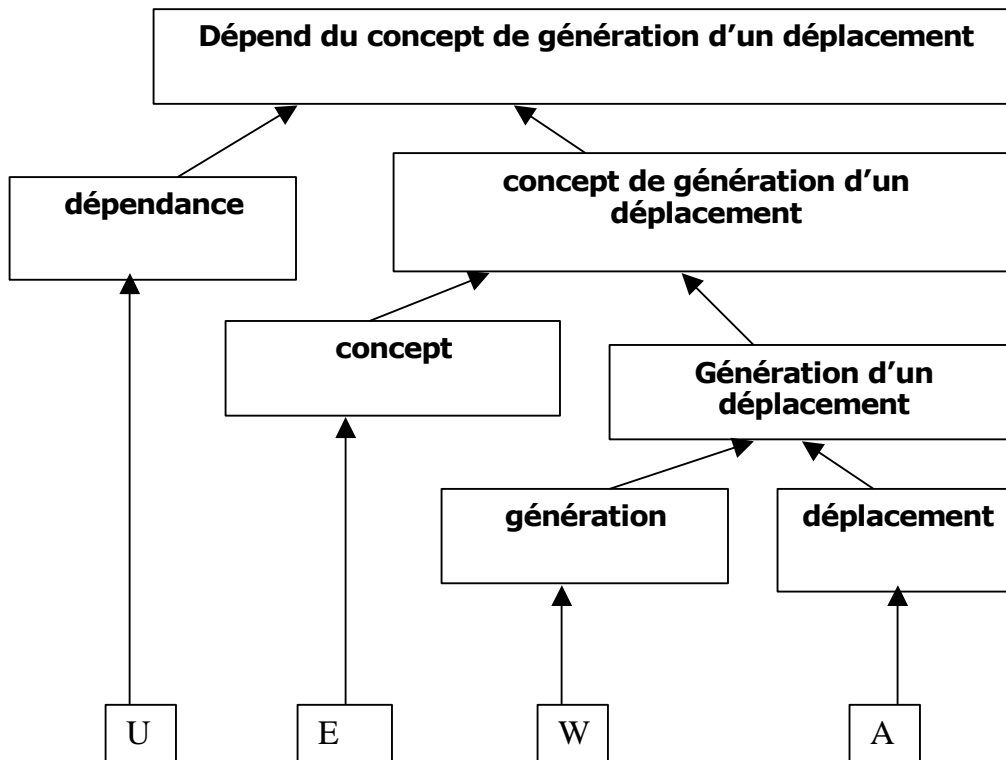 Dépend du concept de génération d’un déplacement
concept de génération d’un
déplacement
dépendance
concept
Génération d’un
déplacement
génération
déplacement
U
E
W
A